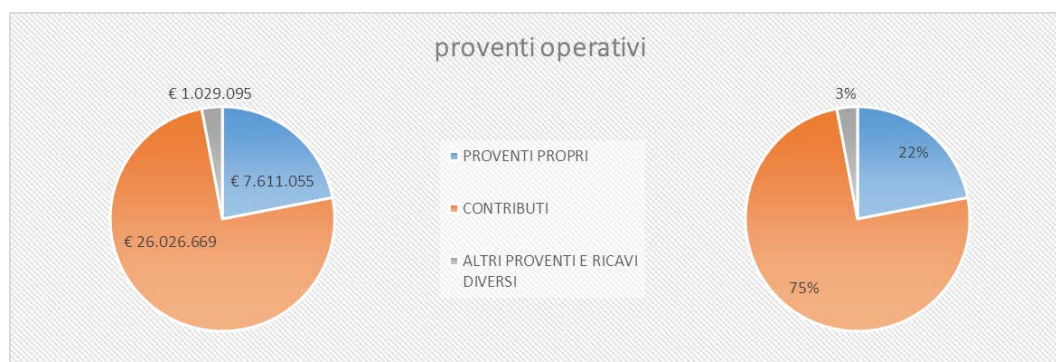 proventi operativi
€ 1.029.095
€ 7.611.055
€ 26.026.669
PROVENTI PROPRI
CONTRIBUTI
ALTRI PROVENTI E RICAVI
DIVERSI
3%
22%
75%